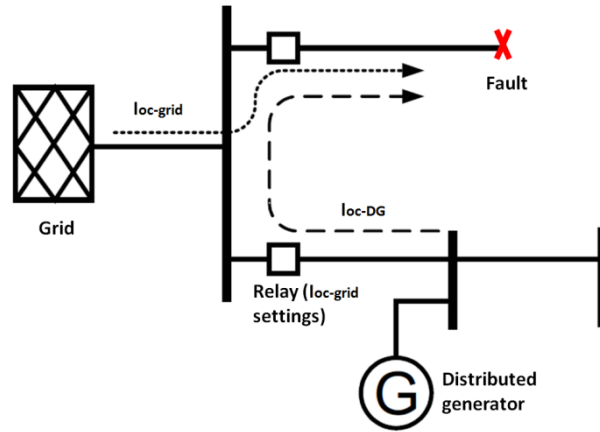 Ioc-grid
Fault
Grid
Ioc-DG
Relay (Ioc-grid
settings)
G
Distributed
generator